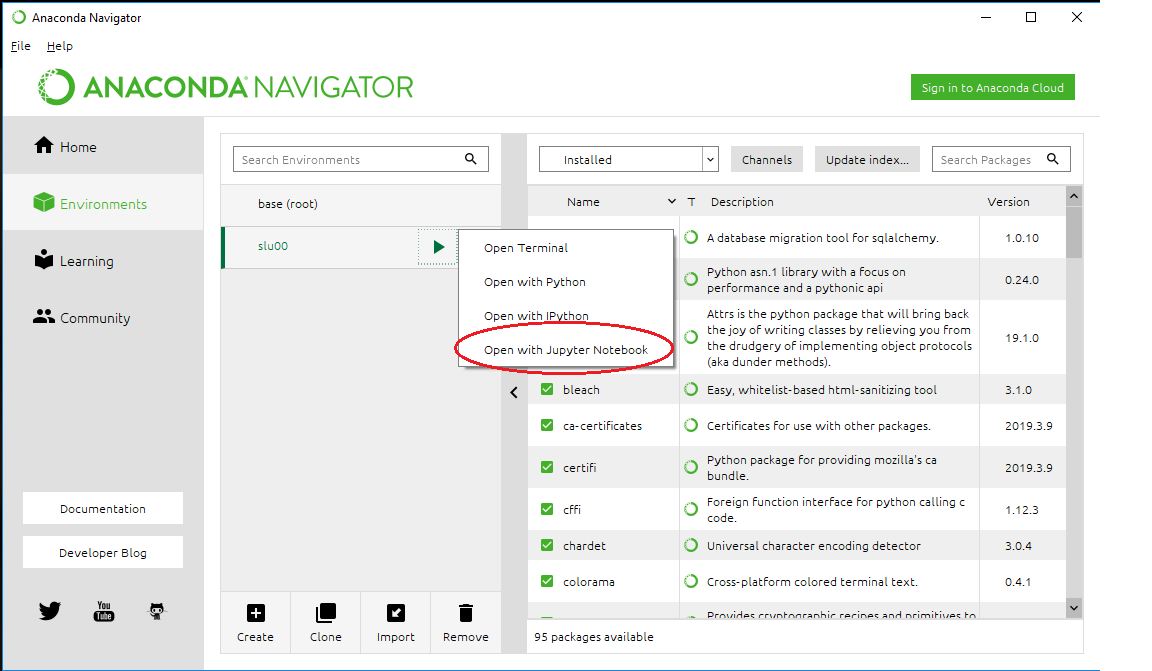 Anaconda Navigator
File Help
ANACONDA NAVIGATOR
Sign in to Anaconda Cloud
Home
Environments
Learning
Community
Documentation
Developer Blog
You
Tube
Search Environments
base (root)
slu00
Open Terminal
Open with Python
Open with IPython
Open with Jupyter Notebook
Create Clone Import Remove
Installed Channels Update index... Search Packages
Name T Description Version
A database migration tool for sqlalchemy. 1.0.10
Python asn.1 library with a focus on
performance and a pythonic api 0.24.0
Attrs is the python package that will bring back
the joy of writing classes by relieving you from
the drudgery of implementing object protocols 19.1.0
(aka dunder methods).
bleach Easy, whitelist-based html-sanitizing tool 3.1.0
ca-certificates Certificates for use with other packages. 2019.3.9
certifi Python package for providing mozilla's ca 2019.3.9
bundle.
cffi Foreign function interface for python calling c 1.12.3
code.
chardet Universal character encoding detector 3.0.4
colorama Cross-platform colored terminal text. 0.4.1
Provides cryptographic recipes and primitives to
95 packages available